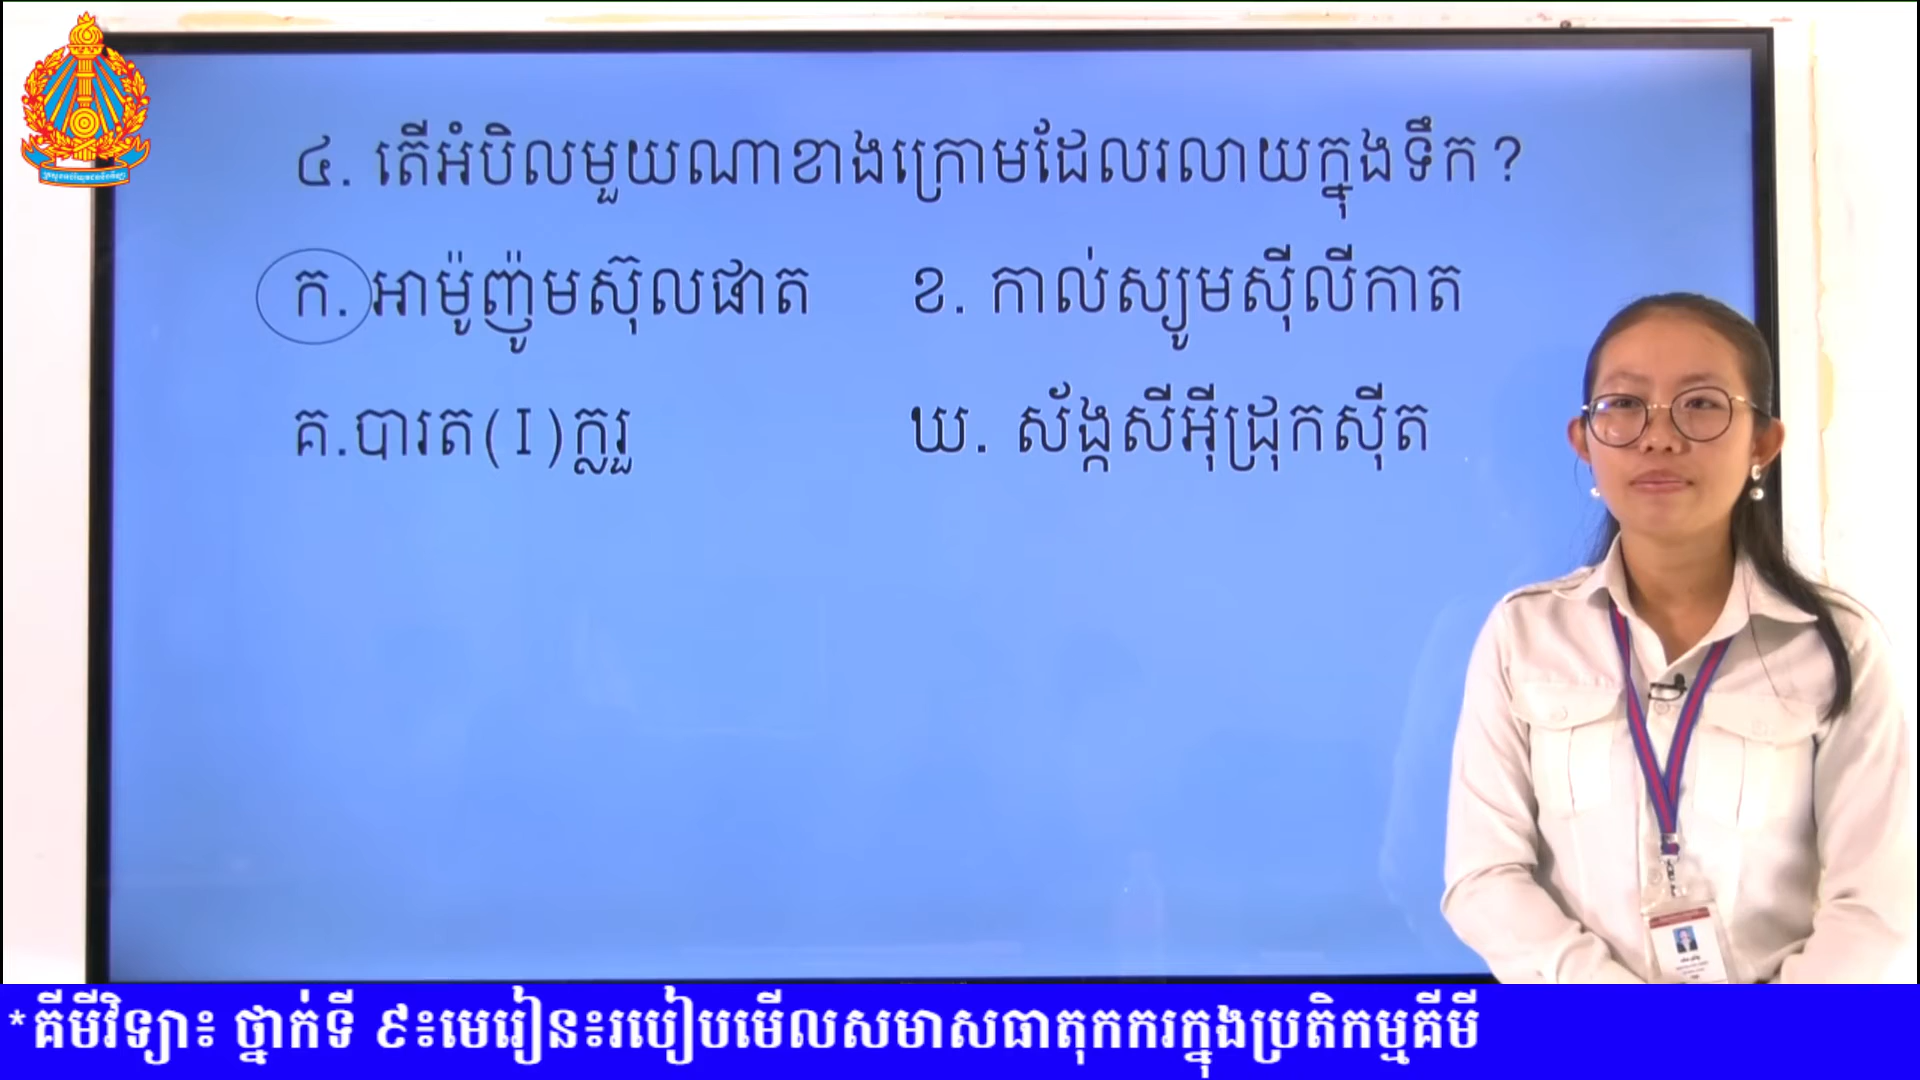 ៤. តើអំបិលមួយណាខាងក្រោមដែលរលាយក្នុងទឹក ?
ក. អាម៉ូញ៉ូមស៊ុលផាត
ខ. កាល់ស្យូមស៊ីលីកាត
គ.បារត(I)ក្លរួ
ឃ. ស័ង្កសីអ៊ីដ្រុកស៊ីត
*គីមីវិទ្យា៖ ថ្នាក់ទី ៩៖មេរៀន៖របៀបមើលសមាសធាតុកករក្នុងប្រតិកម្មគីមី